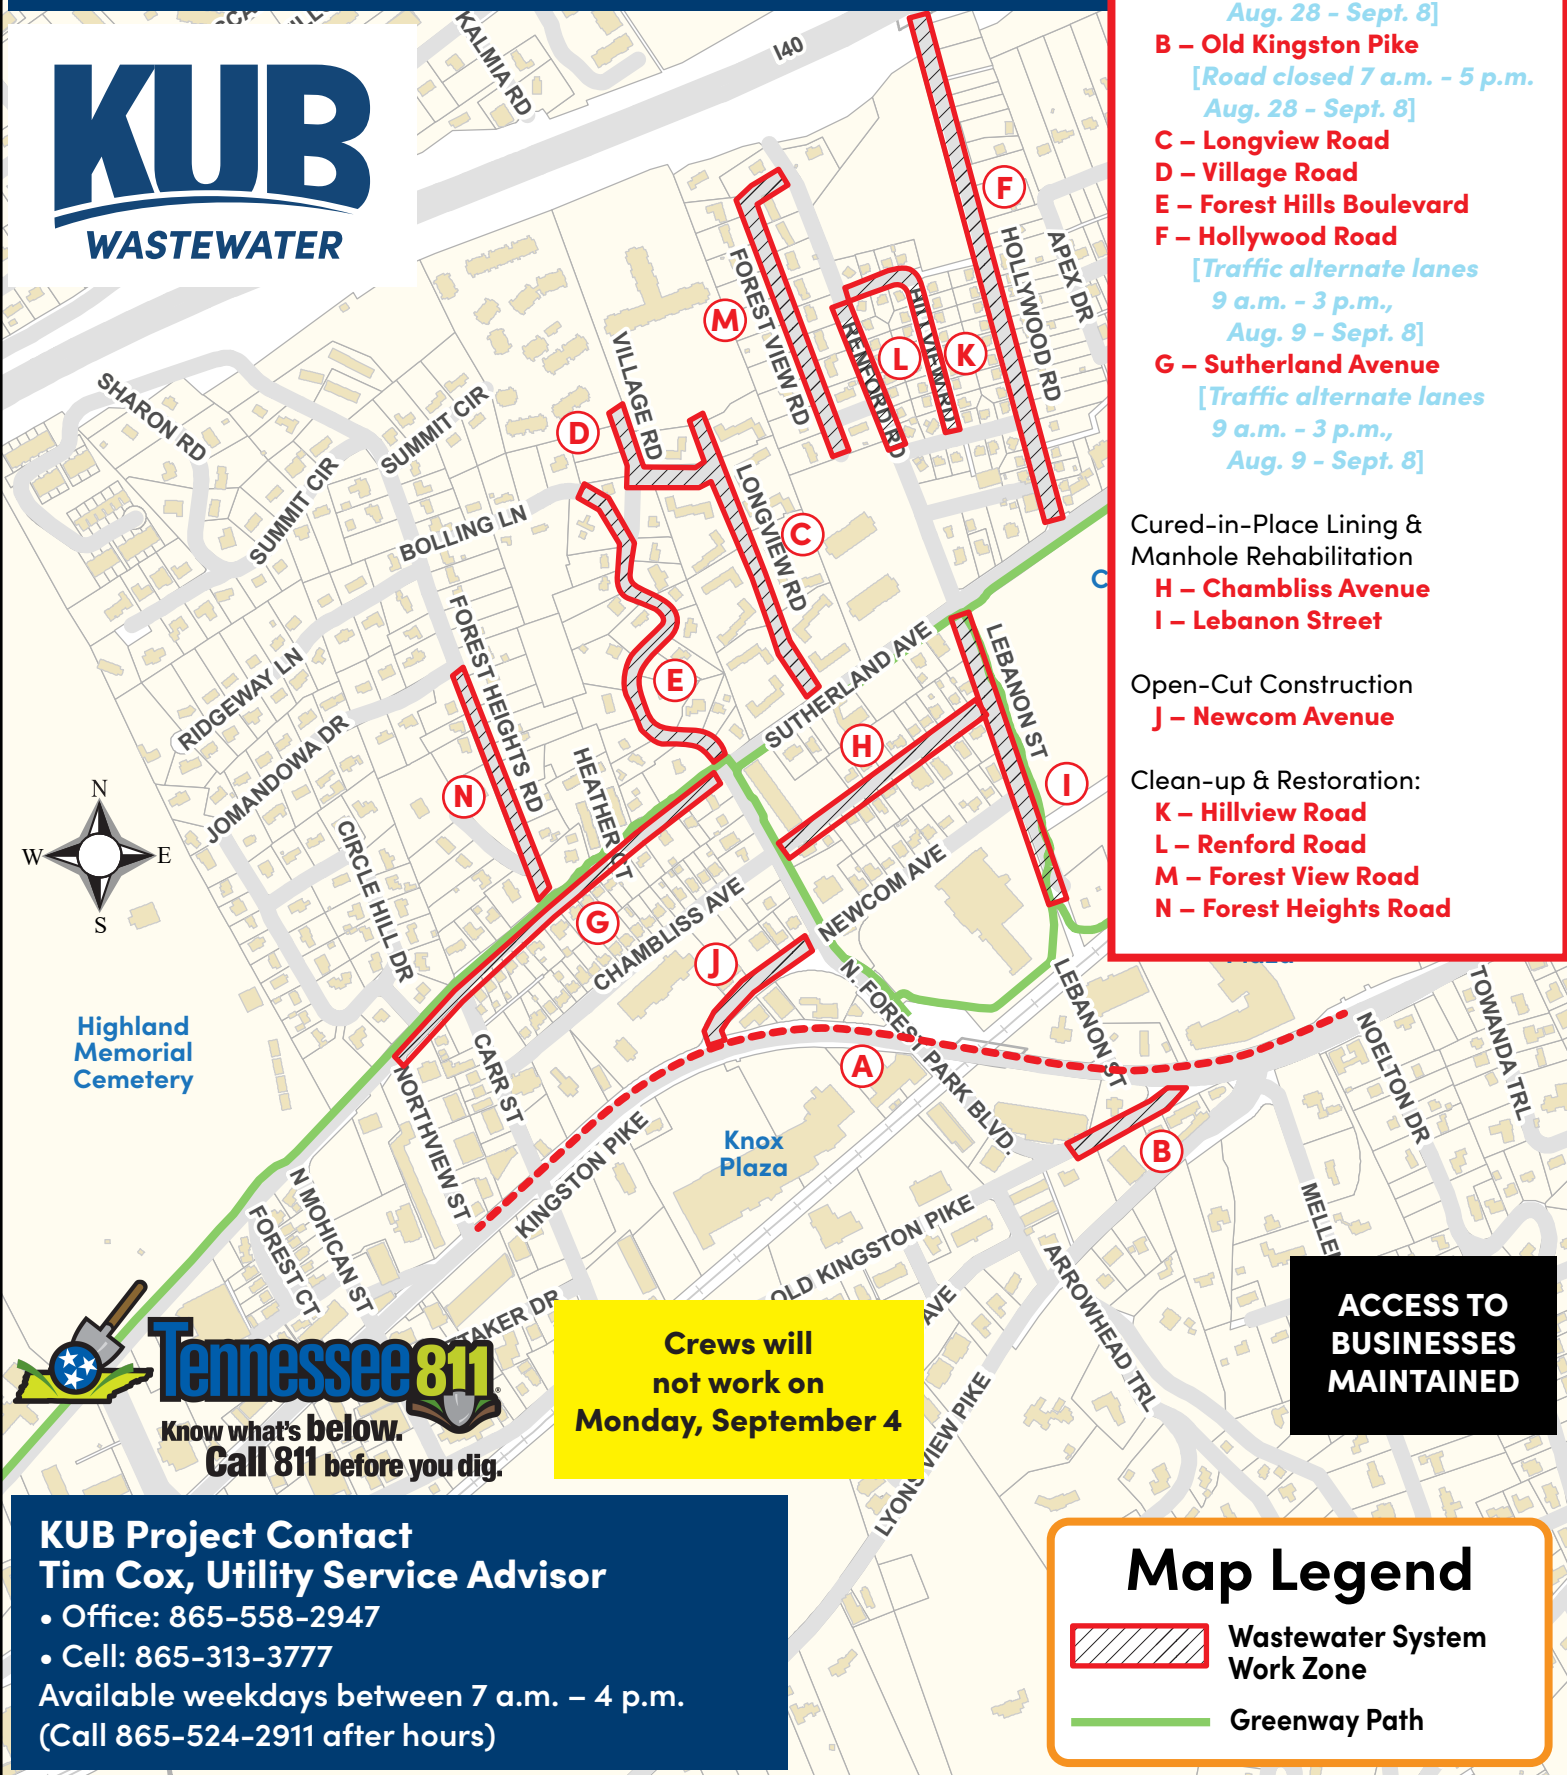 KUB
WASTEWATER
KALMIA RD
I40
Aug. 28 - Sept. 8]
B – Old Kingston Pike
[Road closed 7 a.m. - 5 p.m.
Aug. 28 - Sept. 8]
C – Longview Road
D – Village Road
E – Forest Hills Boulevard
F – Hollywood Road
[Traffic alternate lanes
9 a.m. - 3 p.m.,
Aug. 9 - Sept. 8]
G – Sutherland Avenue
[Traffic alternate lanes
9 a.m. - 3 p.m.,
Aug. 9 - Sept. 8]
Cured-in-Place Lining &
Manhole Rehabilitation
H – Chambliss Avenue
I – Lebanon Street
Open-Cut Construction
J – Newcom Avenue
Clean-up & Restoration:
K – Hillview Road
L – Renford Road
M – Forest View Road
N – Forest Heights Road
F
HOLLYWOOD RD
APEX DR
FOREST VIEW RD
M
HILLVIEW RD
RENFORD RD
L
K
VILLAGE RD
D
SHARON RD
SUMMIT CIR
SUMMIT CIR
BOLLING LN
LONGVIEW RD
C
FOREST HEIGHTS RD
E
SUTHERLAND AVE
LEBANON ST
RIDGEWAY LN
JOMANDOWA DR
H
I
N
HEATHER CT
CIRCLE HILL DR
N
W
E
S
G
CHAMBLISS AVE
NEWCOM AVE
J
N. FOREST PARK BLVD.
LEBANON ST
Highland
Memorial
Cemetery
CARR ST
NORTHVIEW ST
A
KINGSTON PIKE
Knox
Plaza
B
NOELTON DR
TOWANDA TRL
N MOHICAN ST
FOREST CT
OLD KINGSTON PIKE
ARROWHEAD TRL
AVE
LYONS VIEW PIKE
Tennessee811
Know what's below.
Call 811 before you dig.
Crews will
not work on
Monday, September 4
ACCESS TO
BUSINESSES
MAINTAINED
KUB Project Contact
Tim Cox, Utility Service Advisor
• Office: 865-558-2947
• Cell: 865-313-3777
Available weekdays between 7 a.m. – 4 p.m.
(Call 865-524-2911 after hours)
Map Legend
Wastewater System
Work Zone
Greenway Path